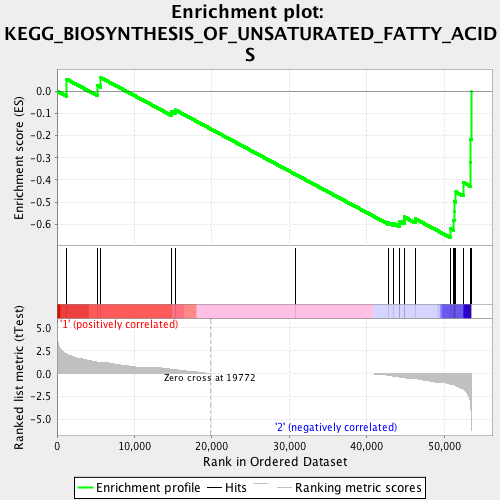 Enrichment plot:
KEGG_BIOSYNTHESIS_OF_UNSATURATED_FATTY_ACID
S
Enrichment score (ES)
0.0
-0.1
-0.2
-0.3
-0.4
-0.5
-0.6
'1' (positively correlated)
Ranked list metric (tTest)
5.0
2.5
0.0
-2.5
-5.0
Zero cross at 19772
'2' (negatively correlated)
0
10,000
20,000
30,000
40,000
50,000
Rank in Ordered Dataset
Enrichment profile
Hits
Ranking metric scores